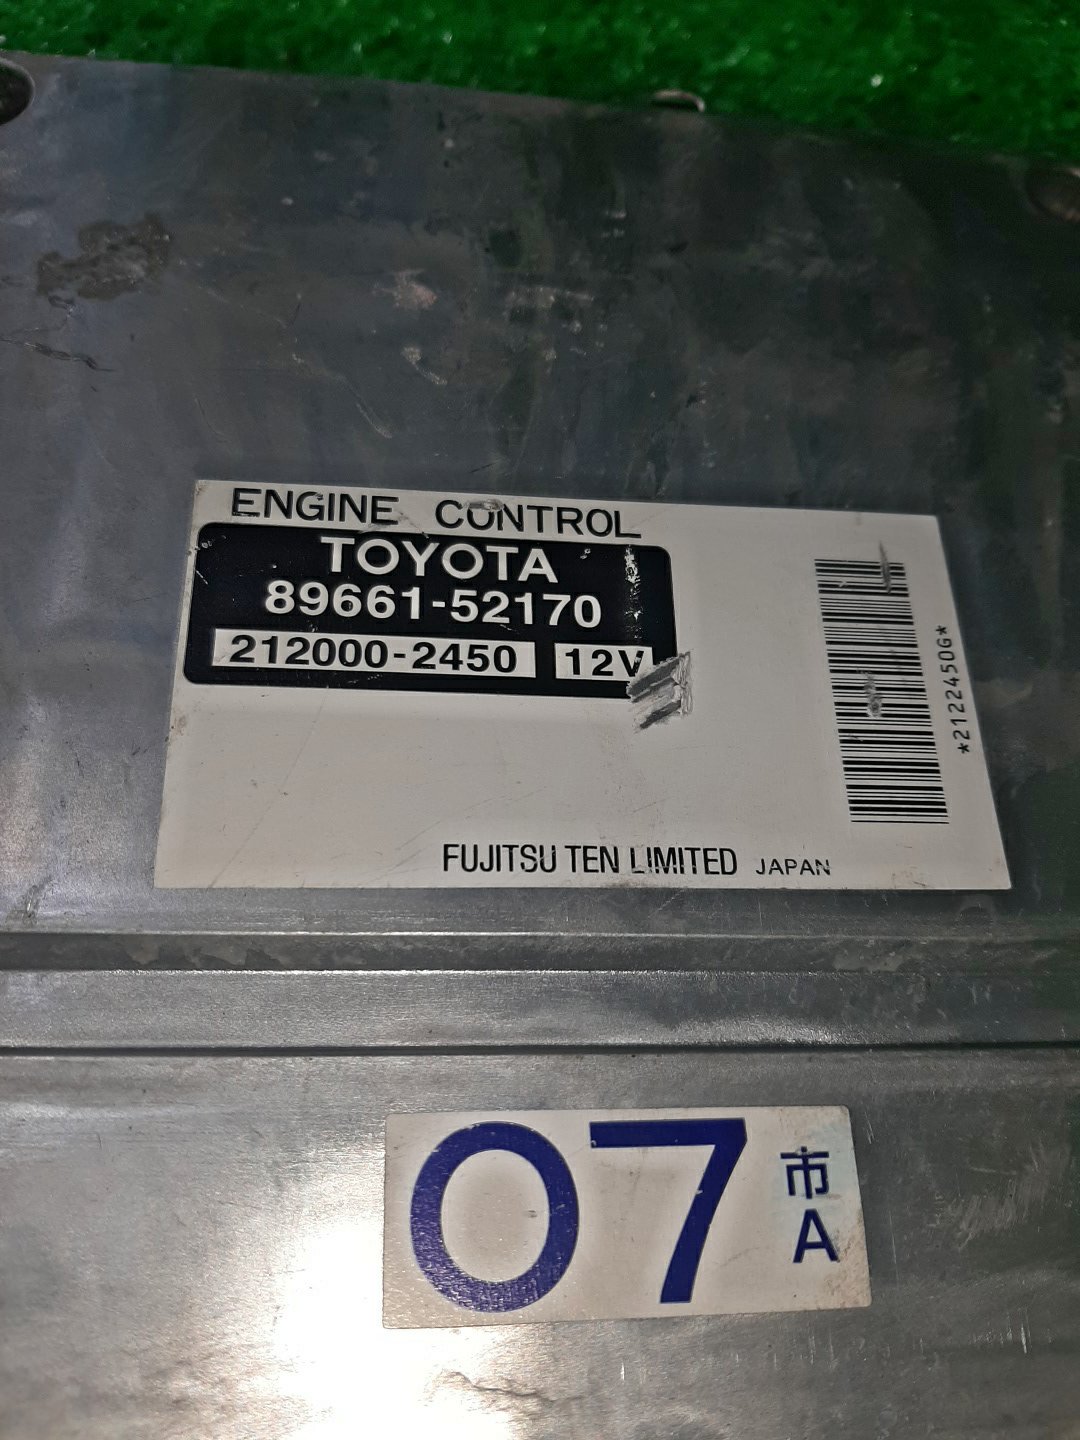 ENGINE CONTROL
TOYOTA
89661-52170
212000-2450 12V
*2122450G*
FUJITSU TEN LIMITED JAPAN
07 市
A